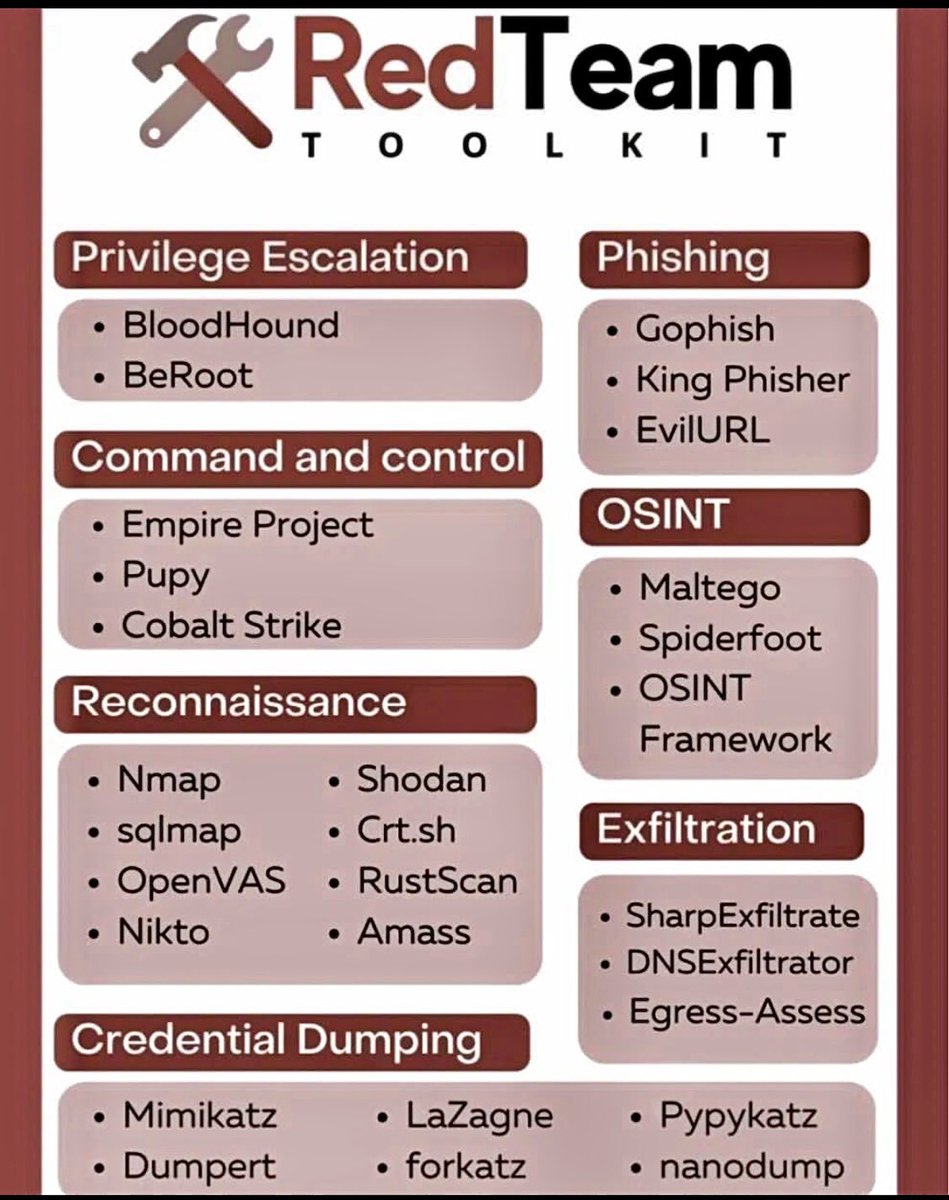 RedTeam
TOOLKIT
Privilege Escalation
• BloodHound
• BeRoot
Command and control
• Empire Project
• Pupy
• Cobalt Strike
Reconnaissance
• Nmap
• sqlmap
• OpenVAS
• Nikto
• Shodan
• Crt.sh
• RustScan
• Amass
Phishing
• Gophish
• King Phisher
• EvilURL
OSINT
• Maltego
• Spiderfoot
• OSINT
Framework
Exfiltration
• SharpExfiltrate
• DNSExfiltrator
• Egress-Assess
Credential Dumping
• Mimikatz
• Dumpert
• LaZagne
• forkatz
• Pypykatz
• nanodump